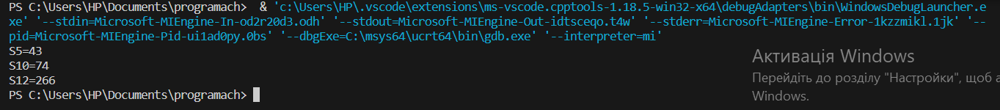 PS C:\Users\HP\Documents\programach>  & 'c:\Users\HP\.vscode\extensions\ms-vscode.cpptools-1.18.5-win32-x64\debugAdapters\bin\WindowsDebugLauncher.e
xe' '--stdin=Microsoft-MIEngine-In-od2r20d3.odh' '--stdout=Microsoft-MIEngine-Out-idtsceqo.t4w' '--stderr=Microsoft-MIEngine-Error-1kzzmikl.1jk' '--
pid=Microsoft-MIEngine-Pid-ui1ad0py.0bs' '--dbgExe=C:\msys64\ucrt64\bin\gdb.exe' '--interpreter=mi'
S5=43
S10=74
S12=266
PS C:\Users\HP\Documents\programach>
Активація Windows
Перейдіть до розділу "Настройки", щоб а
Windows.